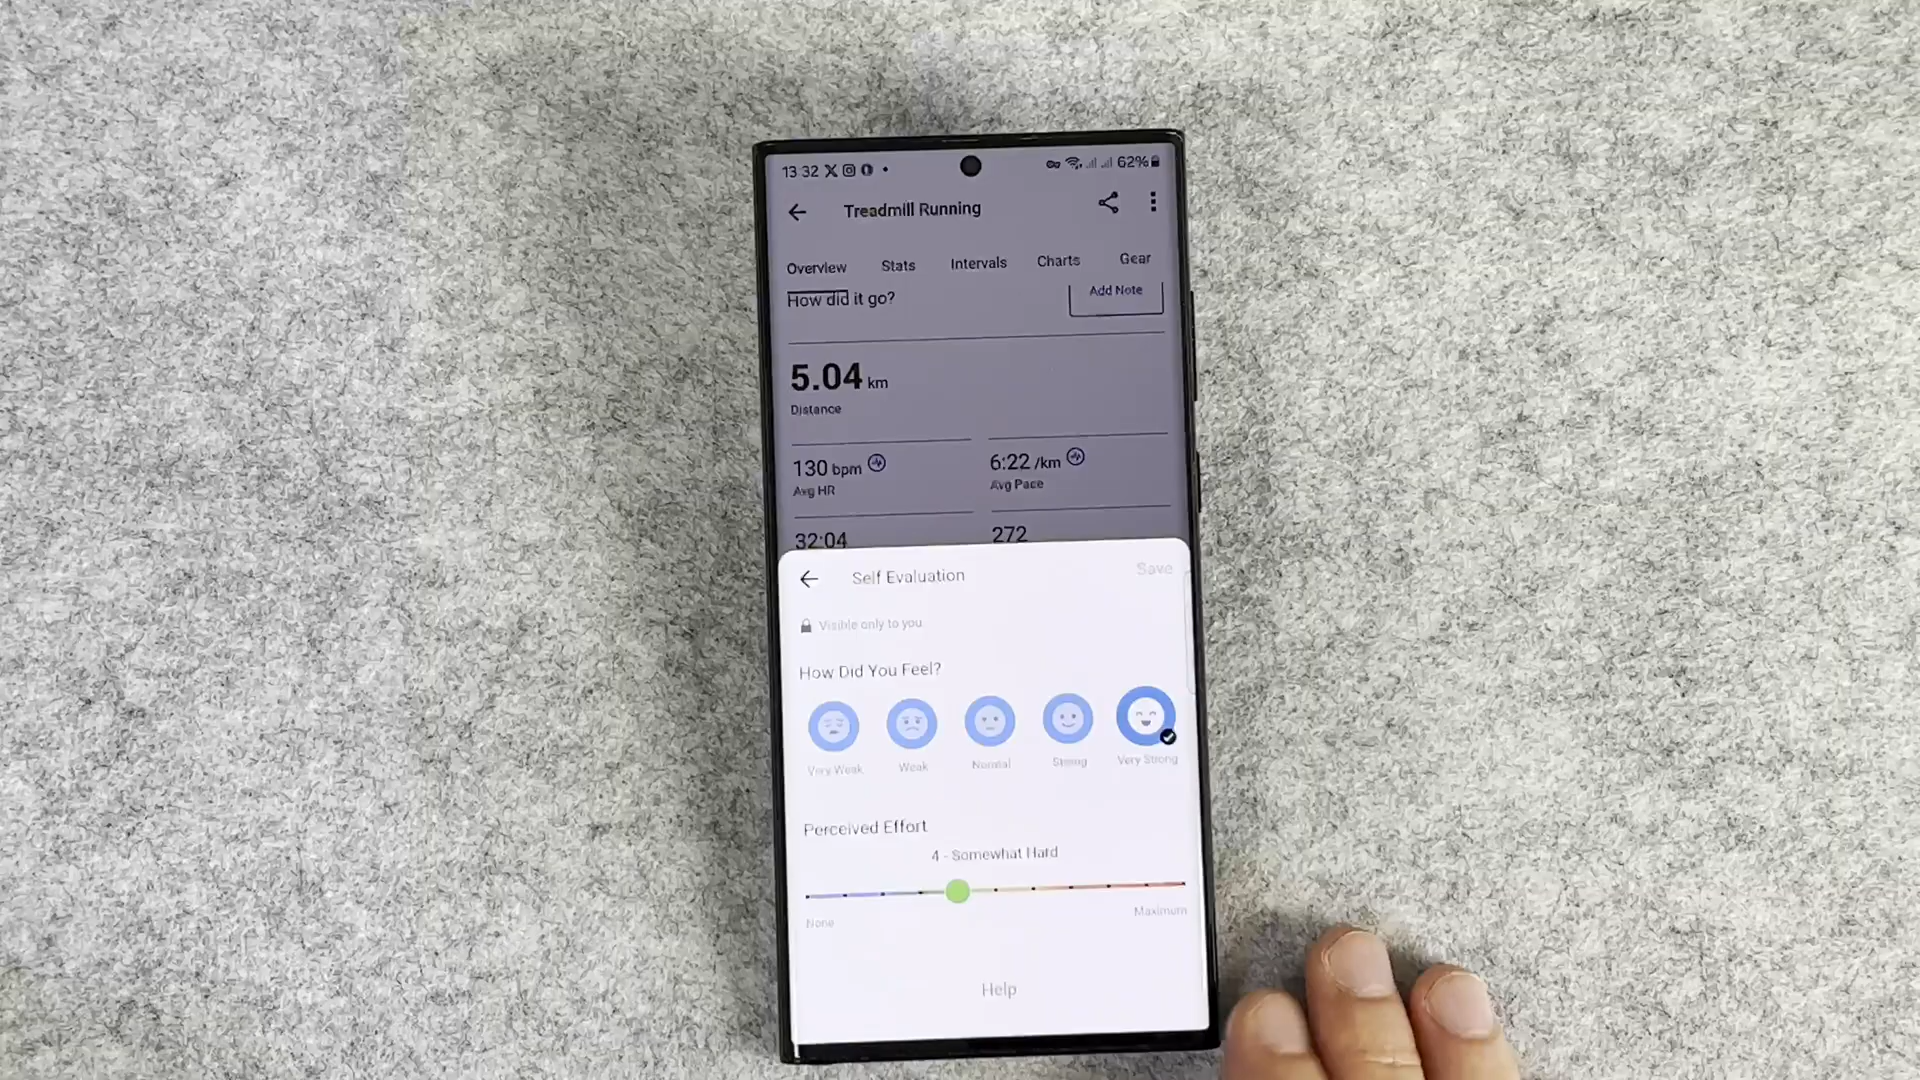 13:32 62%
Treadmill Running
Overview Stats Intervals Charts Gear
How did it go? Add Note
5.04 km
Distance
130 bpm 6:22 /km
Avg HR Avg Pace
32:04 272
Self Evaluation Save
Visible only to you
How Did You Feel?
Very Weak Weak Normal Strong Very Strong
Perceived Effort
4 - Somewhat Hard
None Maximum
Help